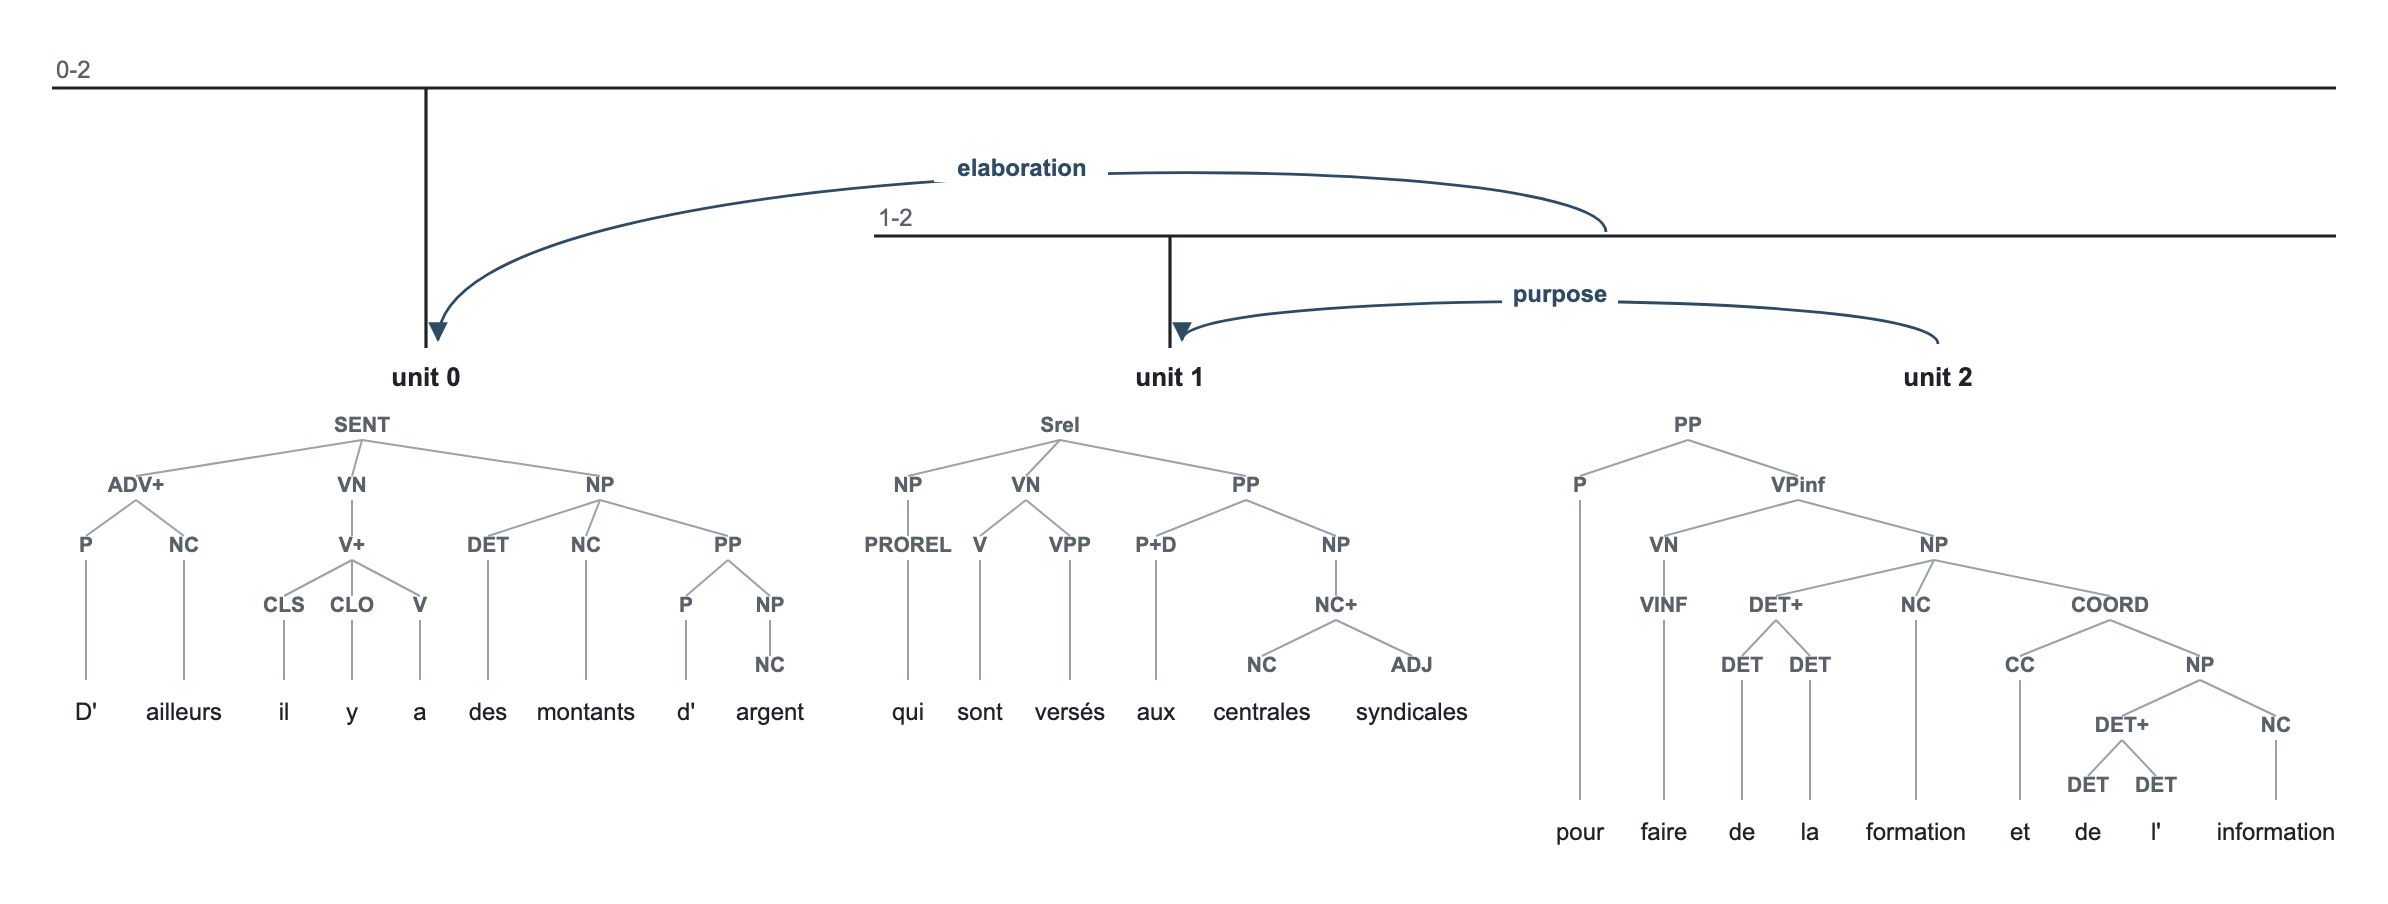 0-2
elaboration
1-2
purpose
unit 0 unit 1 unit 2
SENT Srel PP
ADV+ VN NP NP VN PP P VPinf
P NC V+ DET NC PP PROREL V VPP P+D NP VN NP
CLS CLO V P NP NC+ VINF DET+ NC COORD
NC NC ADJ DET DET CC NP
D' ailleurs il y a des montants d' argent qui sont versés aux centrales syndicales
DET+ NC
DET DET
pour faire de la formation et de l' information